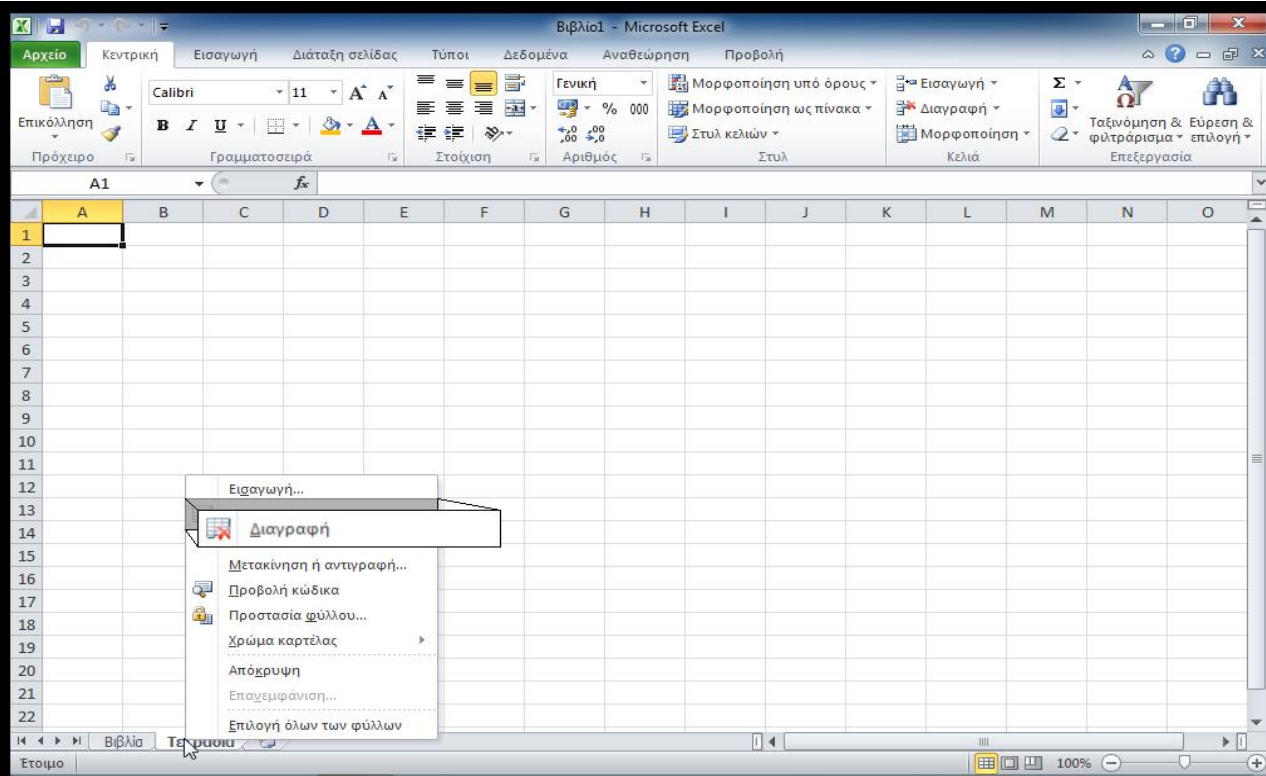 Βιβλίο1 - Microsoft Excel
Αρχείο Κεντρική Εισαγωγή Διάταξη σελίδας Τύποι Δεδομένα Αναθεώρηση Προβολή
Calibri 11 Γενική Μορφοποίηση υπό όρους Εισαγωγή Σ
Επικόλληση B I U A % 000 Μορφοποίηση ως πίνακα Διαγραφή Ταξινόμηση & φιλτράρισμα Εύρεση & επιλογή
Στυλ κελιών Μορφοποίηση
Πρόχειρο Γραμματοσειρά Στοίχιση Αριθμός Στυλ Κελιά Επεξεργασία
A1 fx
A B C D E F G H I J K L M N O
1
2
3
4
5
6
7
8
9
10
11
12 Εισαγωγή...
13
14 Διαγραφή
15 Μετακίνηση ή αντιγραφή...
16 Προβολή κώδικα
17
18 Προστασία φύλλου...
19 Χρώμα καρτέλας
20 Απόκρυψη
21 Επανεμφάνιση...
22 Επιλογή όλων των φύλλων
Βιβλία
Έτοιμο 100%